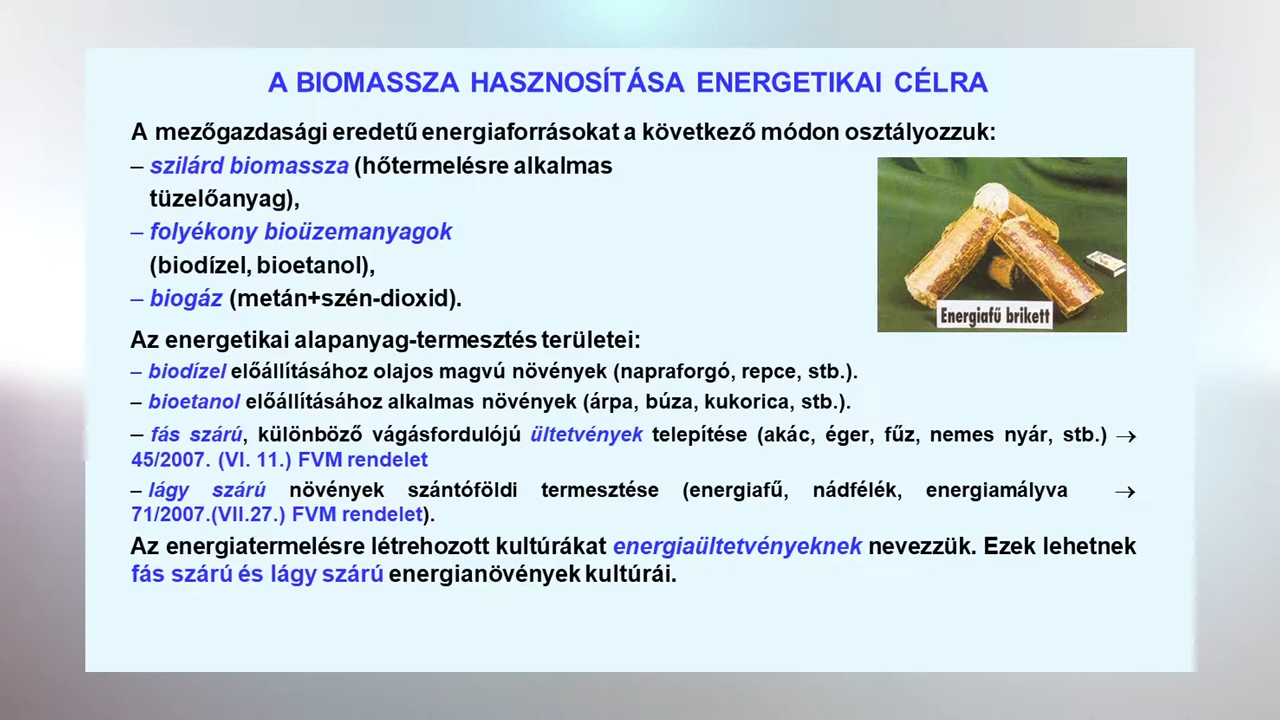 A BIOMASSZA HASZNOSÍTÁSA ENERGETIKAI CÉLRA
A mezőgazdasági eredetű energiaforrásokat a következő módon osztályozzuk:
– szilárd biomassza (hőtermelésre alkalmas
tüzelőanyag),
– folyékony bioüzemanyagok
(biodízel, bioetanol),
– biogáz (metán+szén-dioxid).
Energiafű brikett
Az energetikai alapanyag-termesztés területei:
– biodízel előállításához olajos magvú növények (napraforgó, repce, stb.).
– bioetanol előállításához alkalmas növények (árpa, búza, kukorica, stb.).
– fás szárú, különböző vágásfordulójú ültetvények telepítése (akác, éger, fűz, nemes nyár, stb.) →
45/2007. (VI. 11.) FVM rendelet
– lágy szárú növények szántóföldi termesztése (energiafű, nádfélék, energiamályva →
71/2007.(VII.27.) FVM rendelet).
Az energiatermelésre létrehozott kultúrákat energiaültetvényeknek nevezzük. Ezek lehetnek
fás szárú és lágy szárú energianövények kultúrái.